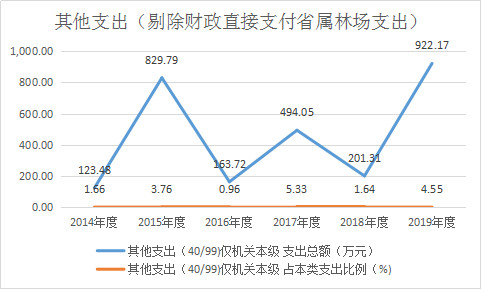 其他支出（剔除财政直接支付省属林场支出）
1,000.00
800.00
600.00
400.00
200.00
0.00
123.48
829.79
163.72
494.05
201.31
922.17
1.66
3.76
0.96
5.33
1.64
4.55
2014年度
2015年度
2016年度
2017年度
2018年度
2019年度
其他支出（40/99)仅机关本级 支出总额（万元）
其他支出（40/99)仅机关本级 占本类支出比例（%）